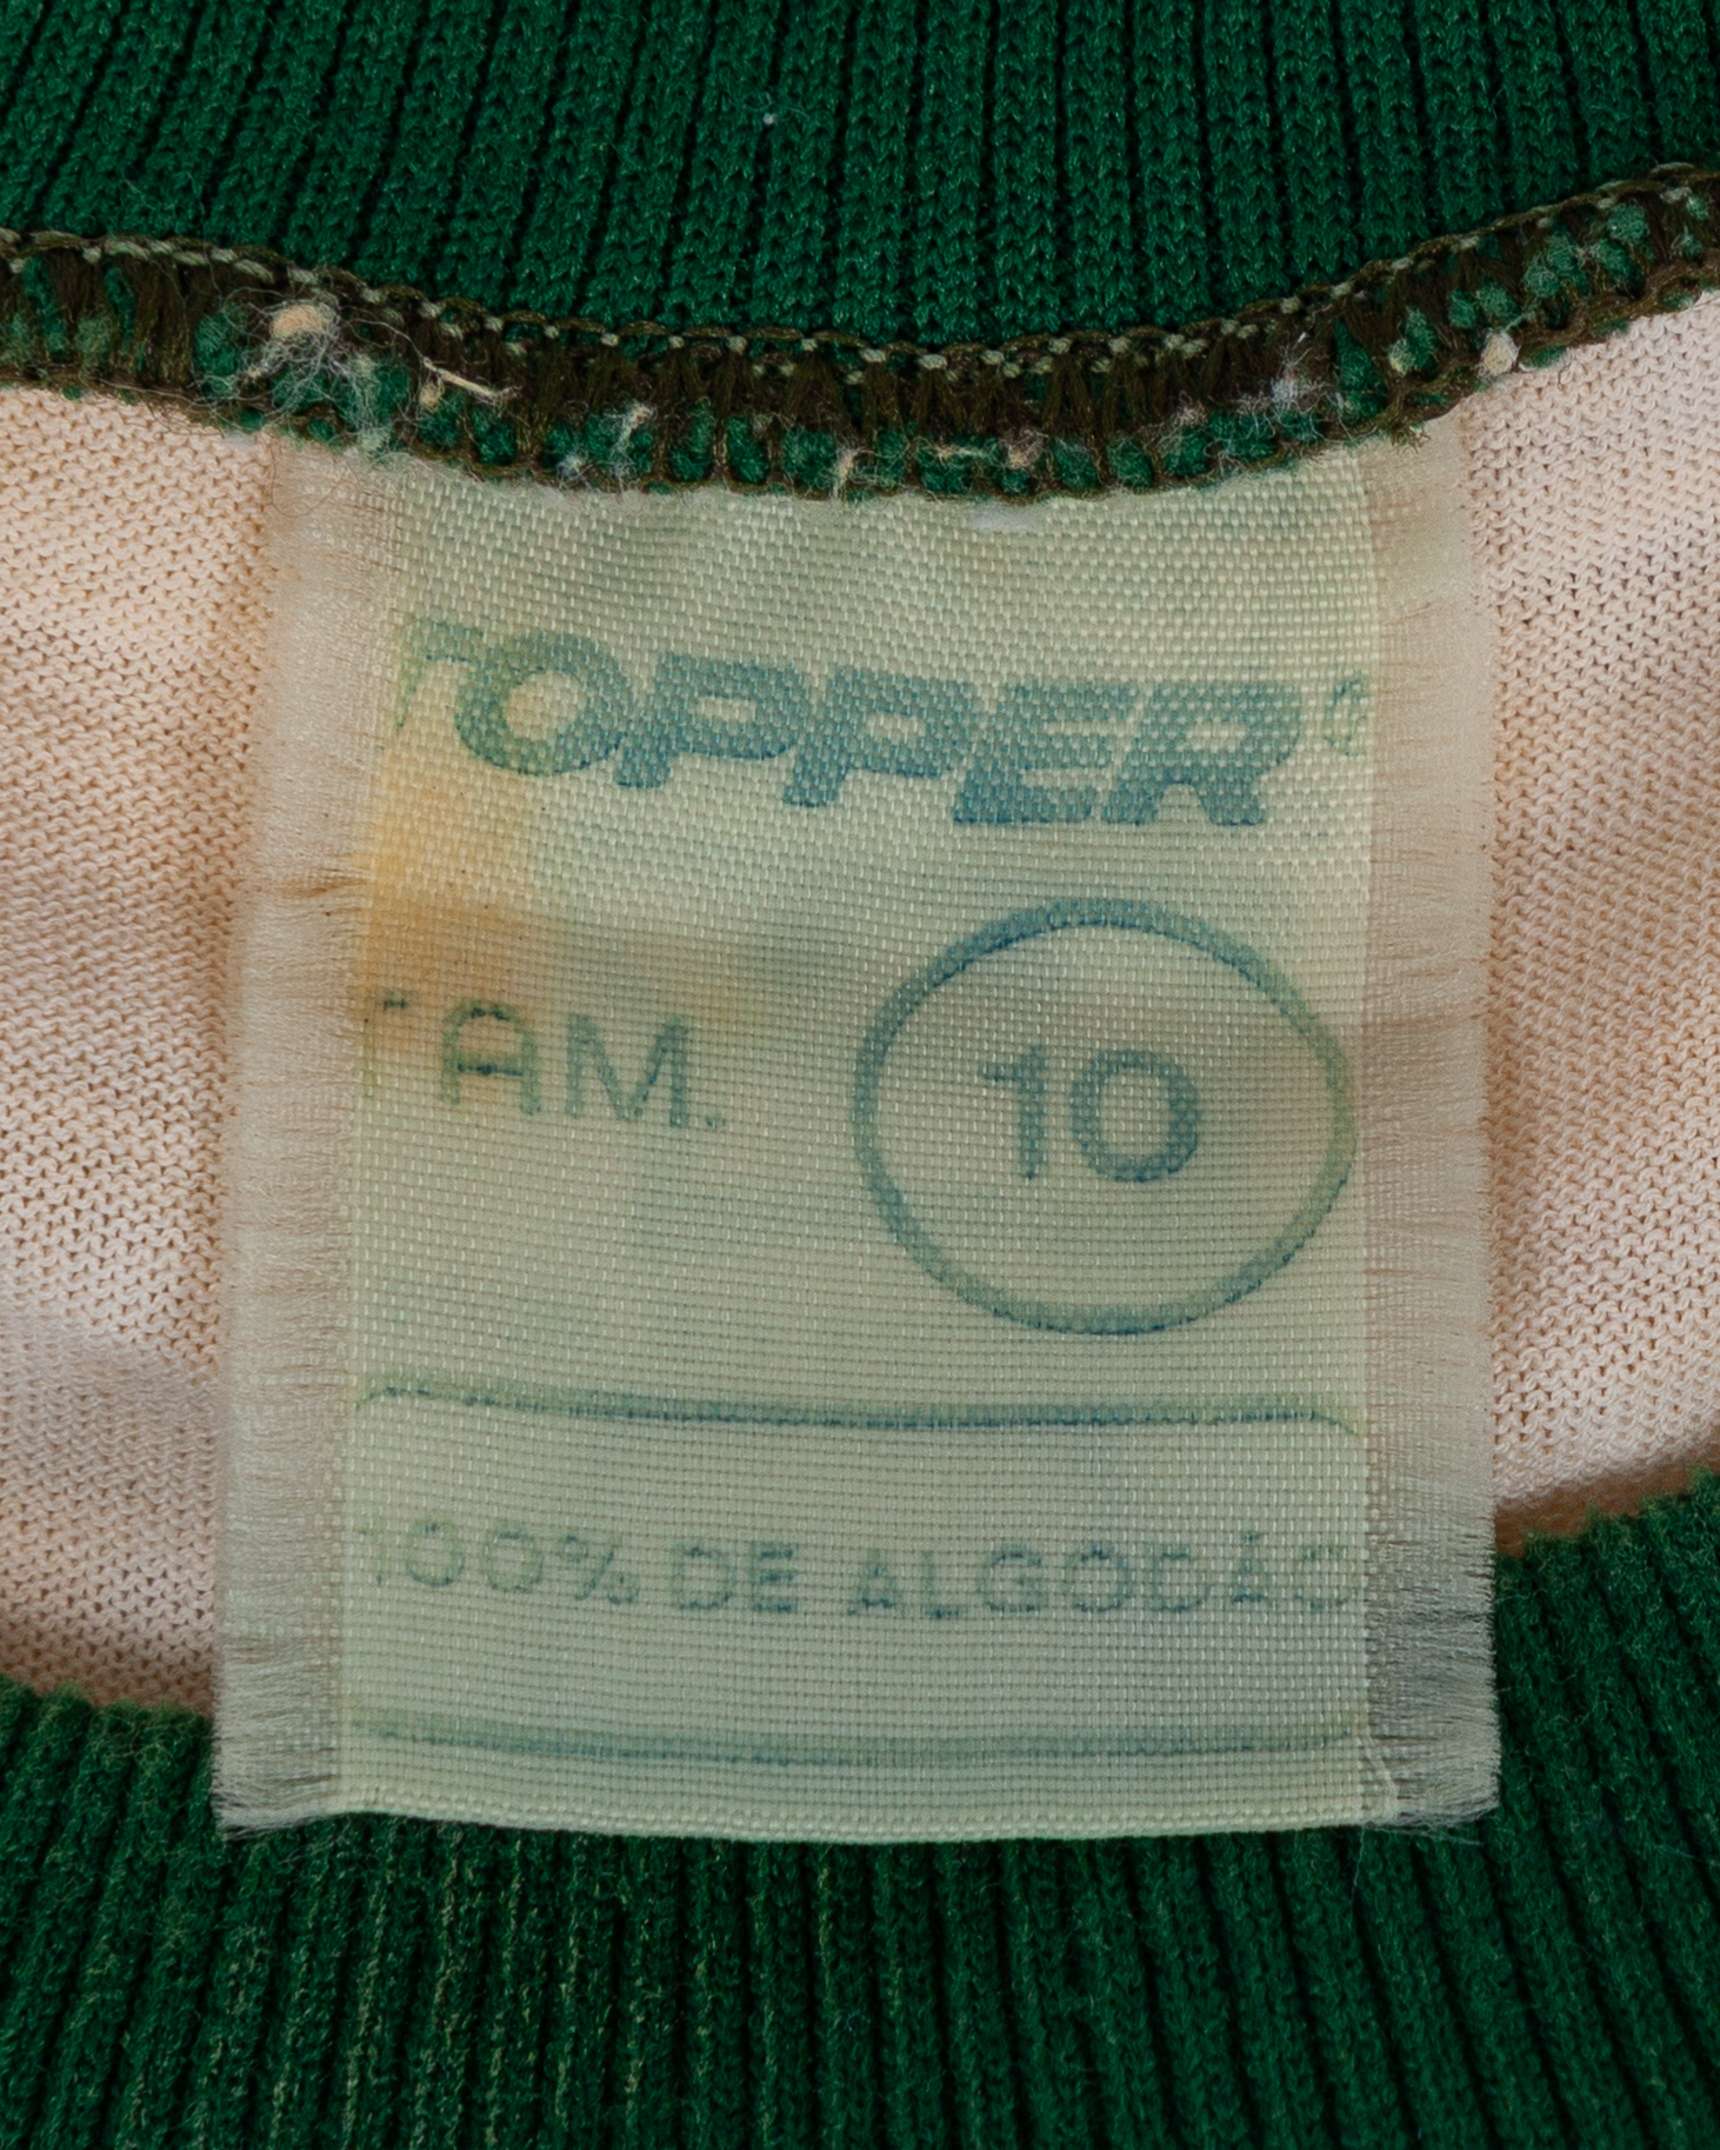 TOPPER®
TAM. 10
100% DE ALGODÃO